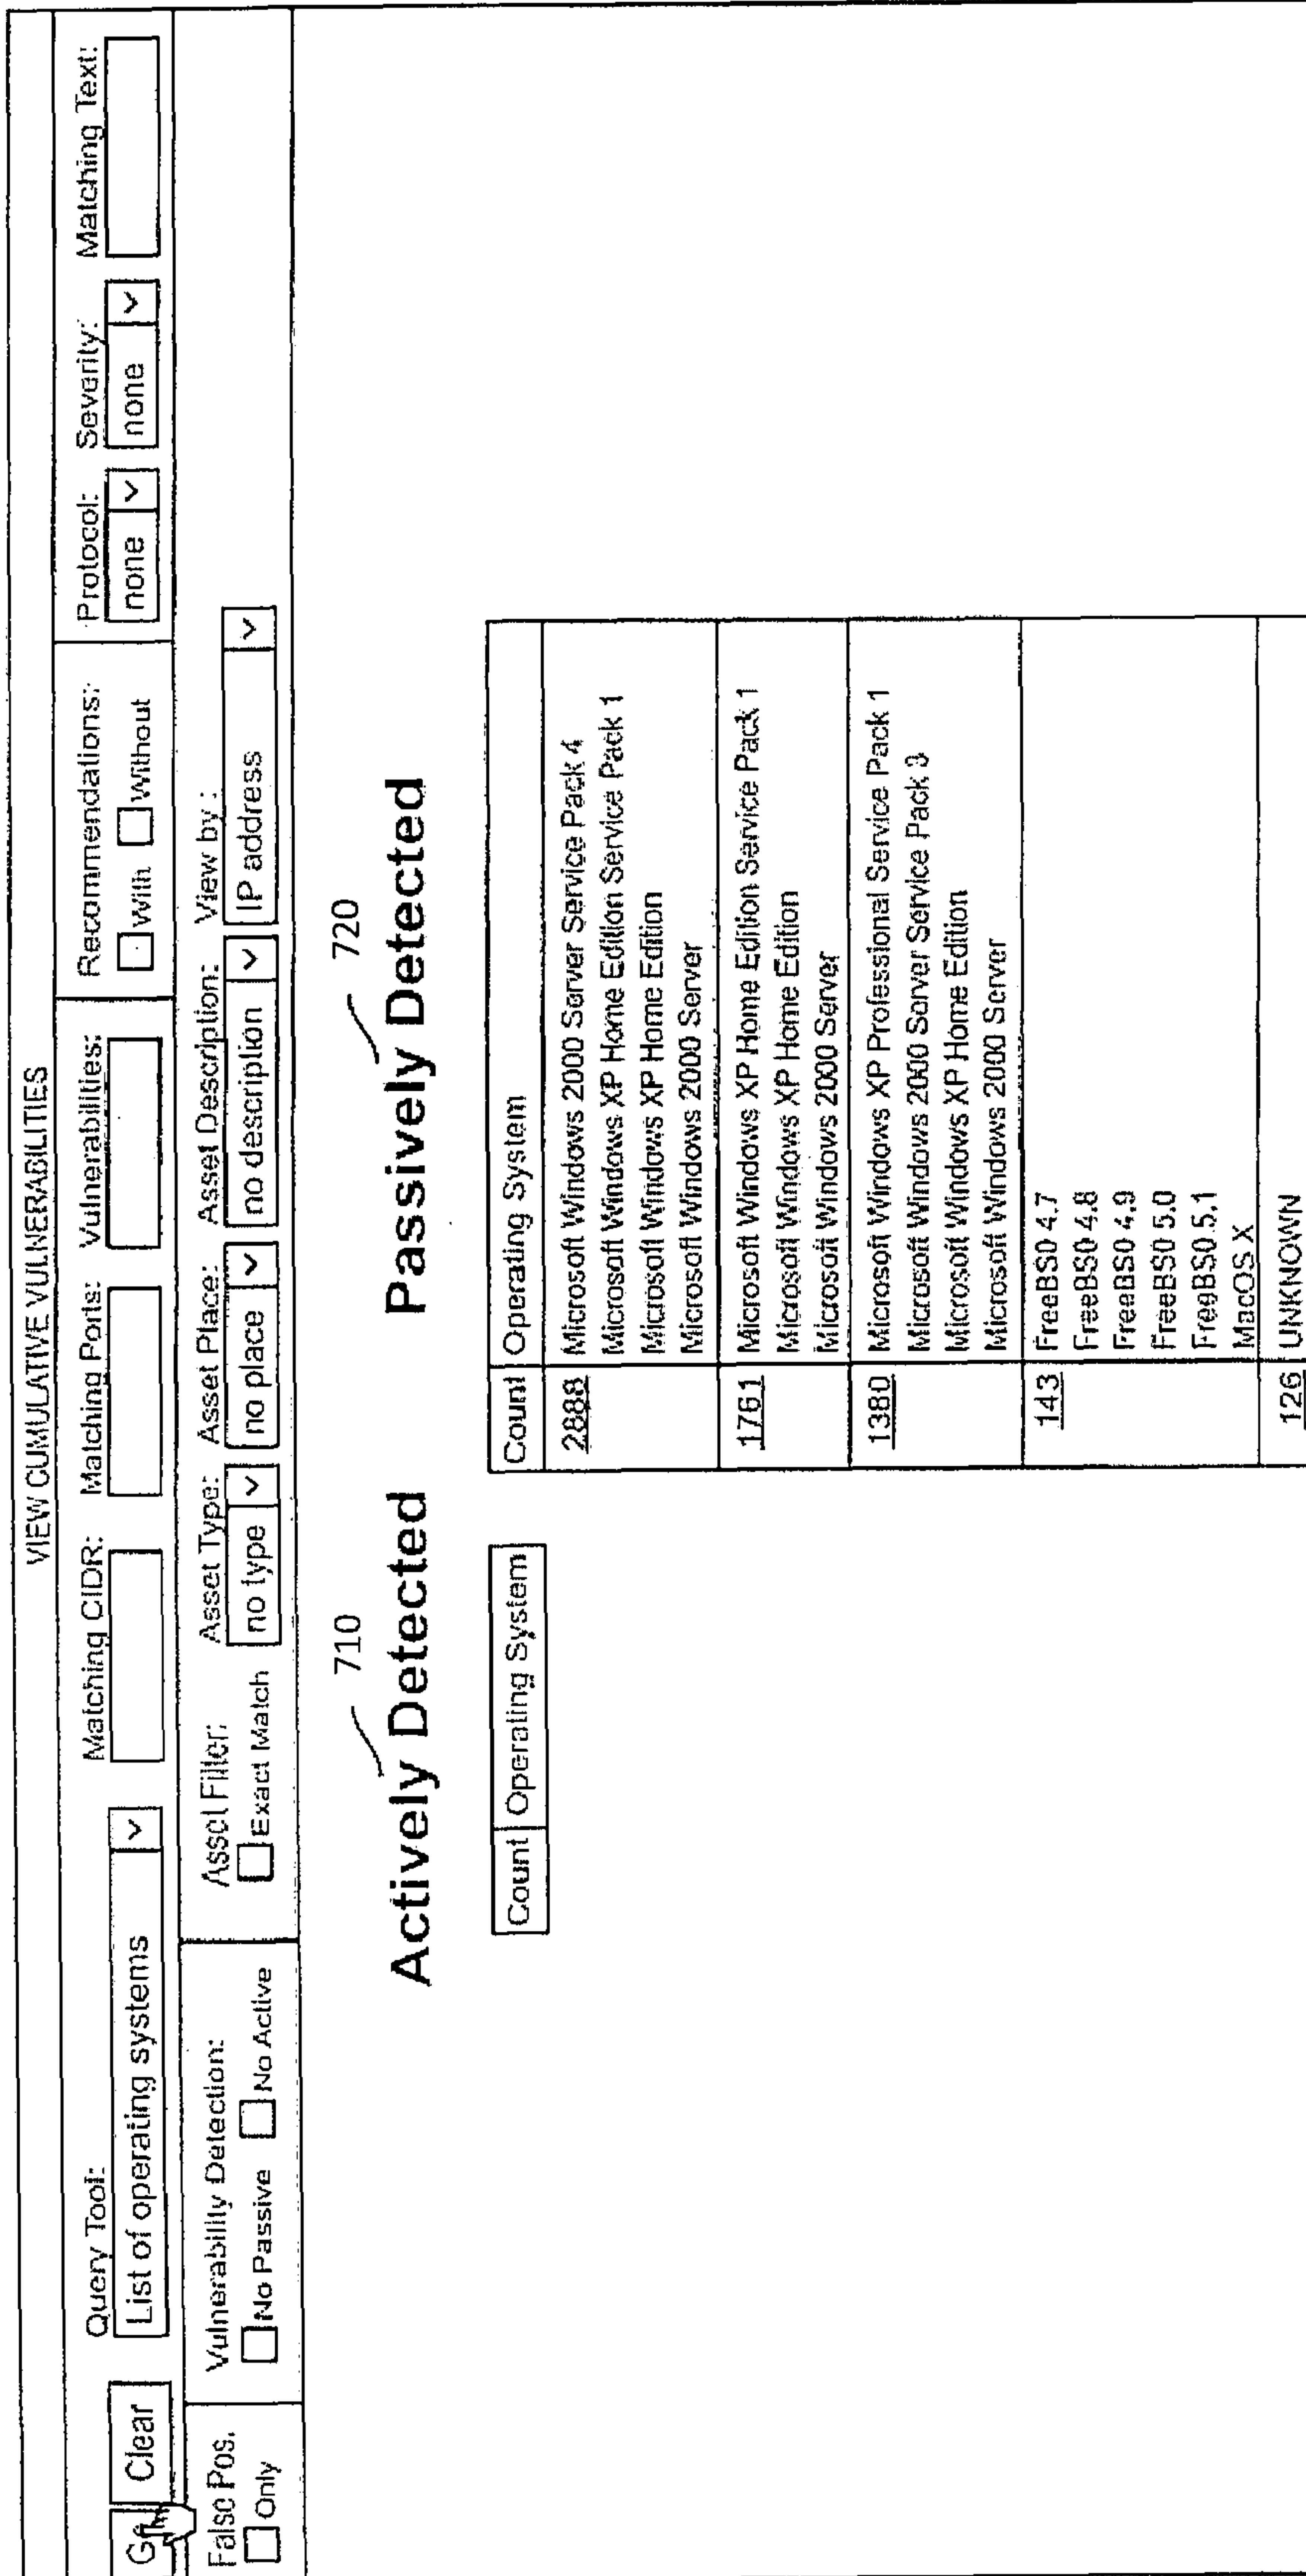 VIEW CUMULATIVE VULNERABILITIES
Query Tool: Matching CIDR: Matching Ports: Vulnerabilities: Recommendations: Protocol: Severity: Matching Text:
Clear List of operating systems With Without none none
False Pos. Vulnerability Detection: Asset Filter: Asset Type: Asset Place: Asset Description: View by :
Only No Passive No Active Exact Match no type no place no description IP address
710 720
Actively Detected Passively Detected
Count Operating System Count Operating System
2888 Microsoft Windows 2000 Server Service Pack 4
Microsoft Windows XP Home Edition Service Pack 1
Microsoft Windows XP Home Edition
Microsoft Windows 2000 Server
1761 Microsoft Windows XP Home Edition Service Pack 1
Microsoft Windows XP Home Edition
Microsoft Windows 2000 Server
1380 Microsoft Windows XP Professional Service Pack 1
Microsoft Windows 2000 Server Service Pack 3
Microsoft Windows XP Home Edition
Microsoft Windows 2000 Server
143 FreeBSD 4.7
FreeBSD 4.8
FreeBSD 4.9
FreeBSD 5.0
FreeBSD 5.1
MacOS X
126 UNKNOWN